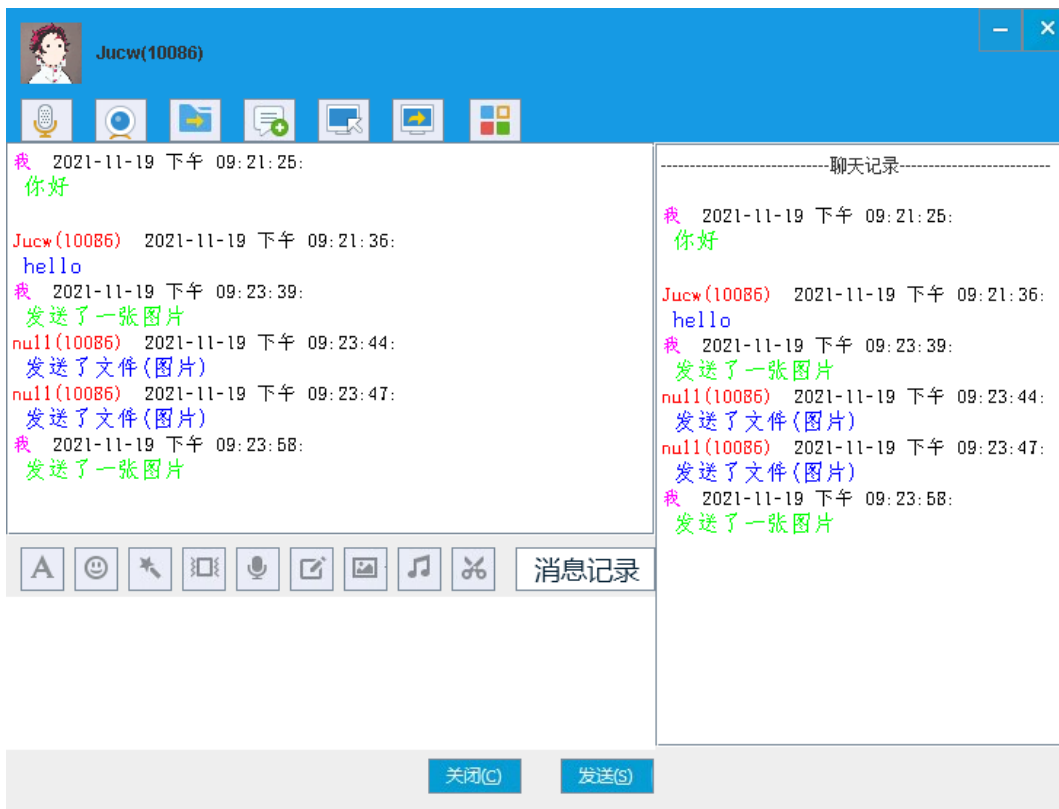 Jucw(10086)
我 2021-11-19 下午 09:21:25:
你好
Jucw(10086) 2021-11-19 下午 09:21:36:
hello
我 2021-11-19 下午 09:23:39:
发送了一张图片
null(10086) 2021-11-19 下午 09:23:44:
发送了文件(图片)
null(10086) 2021-11-19 下午 09:23:47:
发送了文件(图片)
我 2021-11-19 下午 09:23:58:
发送了一张图片
A
消息记录
-----------------------------聊天记录--------------------------
我 2021-11-19 下午 09:21:25:
你好
Jucw(10086) 2021-11-19 下午 09:21:36:
hello
我 2021-11-19 下午 09:23:39:
发送了一张图片
null(10086) 2021-11-19 下午 09:23:44:
发送了文件(图片)
null(10086) 2021-11-19 下午 09:23:47:
发送了文件(图片)
我 2021-11-19 下午 09:23:58:
发送了一张图片
关闭(C)
发送(S)